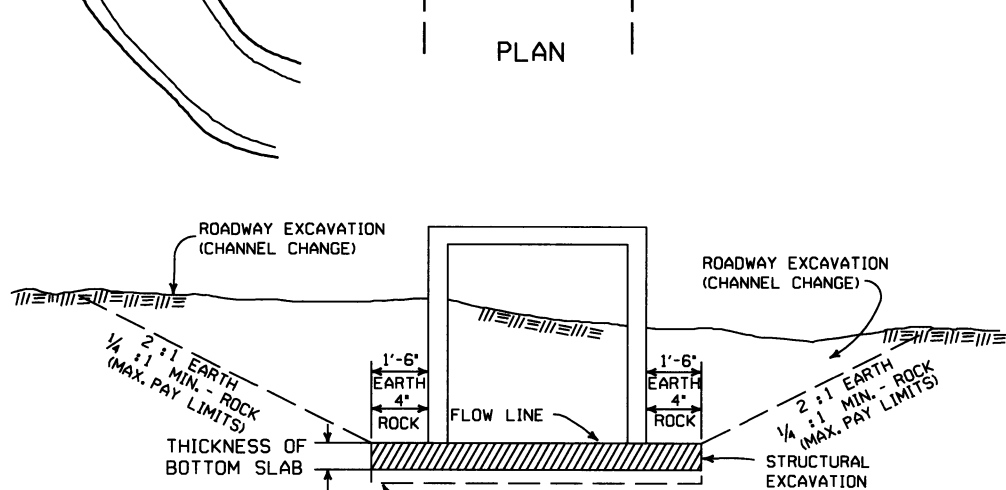 PLAN
ROADWAY EXCAVATION
(CHANNEL CHANGE)
ROADWAY EXCAVATION
(CHANNEL CHANGE)
2 :1 EARTH
1/4 :1 MIN. - ROCK
(MAX. PAY LIMITS)
1'-6"
EARTH
4"
ROCK
FLOW LINE
1'-6"
EARTH
4"
ROCK
2 :1 EARTH
1/4 :1 MIN. - ROCK
(MAX. PAY LIMITS)
THICKNESS OF
BOTTOM SLAB
STRUCTURAL
EXCAVATION